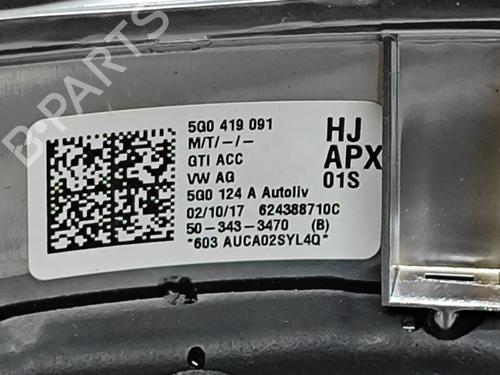 B-PARTS
5G0 419 091
M/T/-/-
GTI ACC
VW AG
5G0 124 A Autoliv
02/10/17 624388710C
50-343-3470 (B)
*603 AUCA02SYL4Q*
HJ
APX
01S